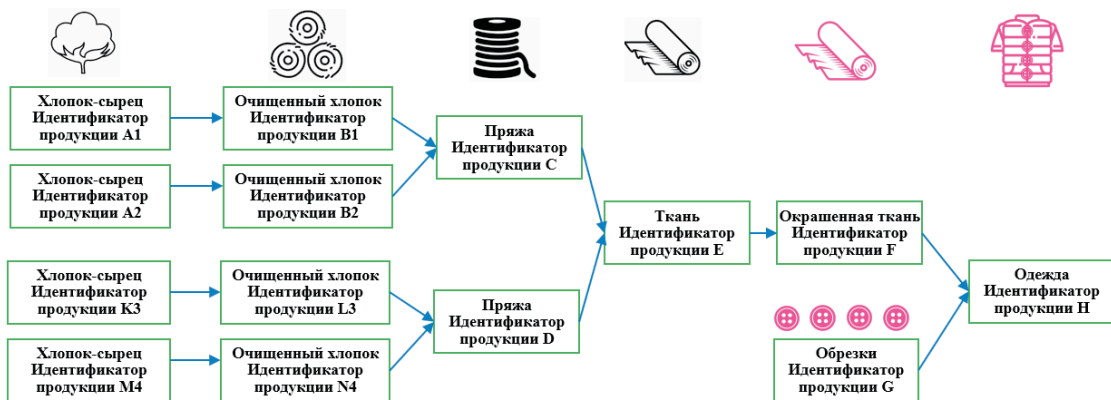 Хлопок-сырец
Идентификатор
продукции A1
Очищенный хлопок
Идентификатор
продукции B1
Пряжа
Идентификатор
продукции C
Хлопок-сырец
Идентификатор
продукции A2
Очищенный хлопок
Идентификатор
продукции B2
Ткань
Идентификатор
продукции E
Окрашенная ткань
Идентификатор
продукции F
Хлопок-сырец
Идентификатор
продукции K3
Очищенный хлопок
Идентификатор
продукции L3
Пряжа
Идентификатор
продукции D
Одежда
Идентификатор
продукции H
Хлопок-сырец
Идентификатор
продукции M4
Очищенный хлопок
Идентификатор
продукции N4
Обрезки
Идентификатор
продукции G